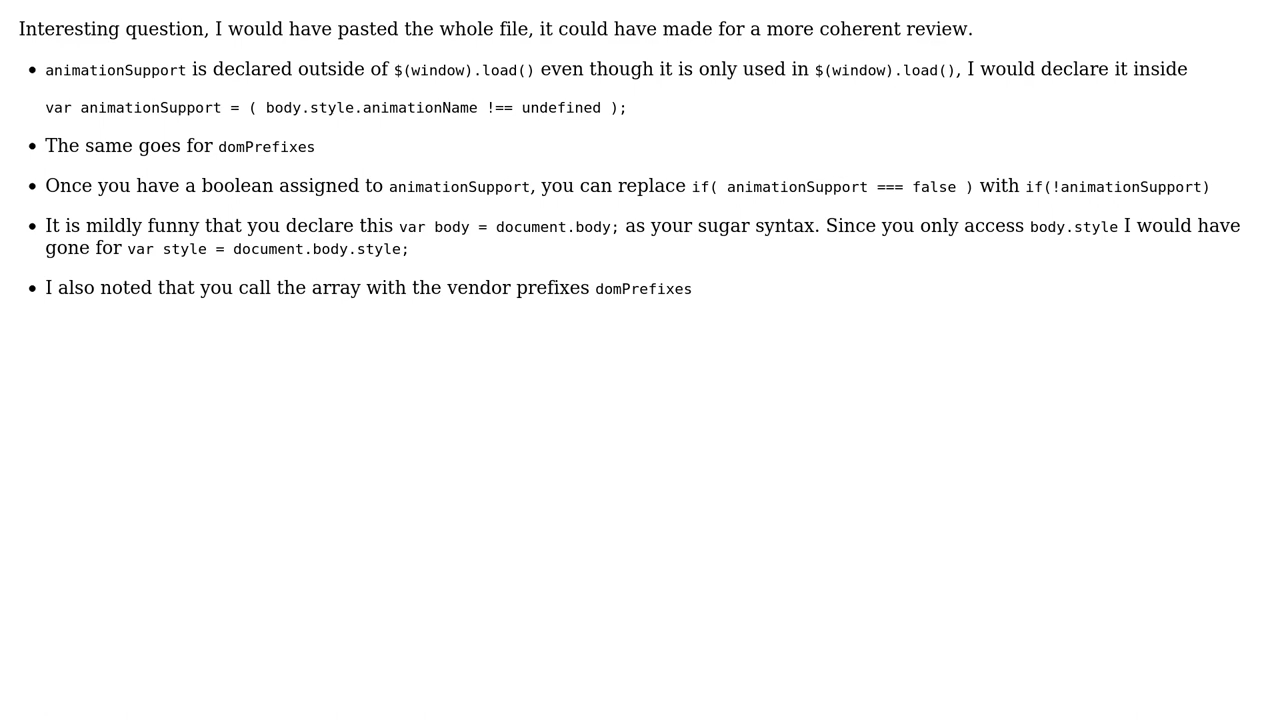 Interesting question, I would have pasted the whole file, it could have made for a more coherent review.
• animationSupport is declared outside of $(window).load() even though it is only used in $(window).load(), I would declare it inside
var animationSupport = ( body.style.animationName !== undefined );
• The same goes for domPrefixes
• Once you have a boolean assigned to animationSupport, you can replace if( animationSupport === false ) with if(!animationSupport)
• It is mildly funny that you declare this var body = document.body; as your sugar syntax. Since you only access body.style I would have
gone for var style = document.body.style;
• I also noted that you call the array with the vendor prefixes domPrefixes